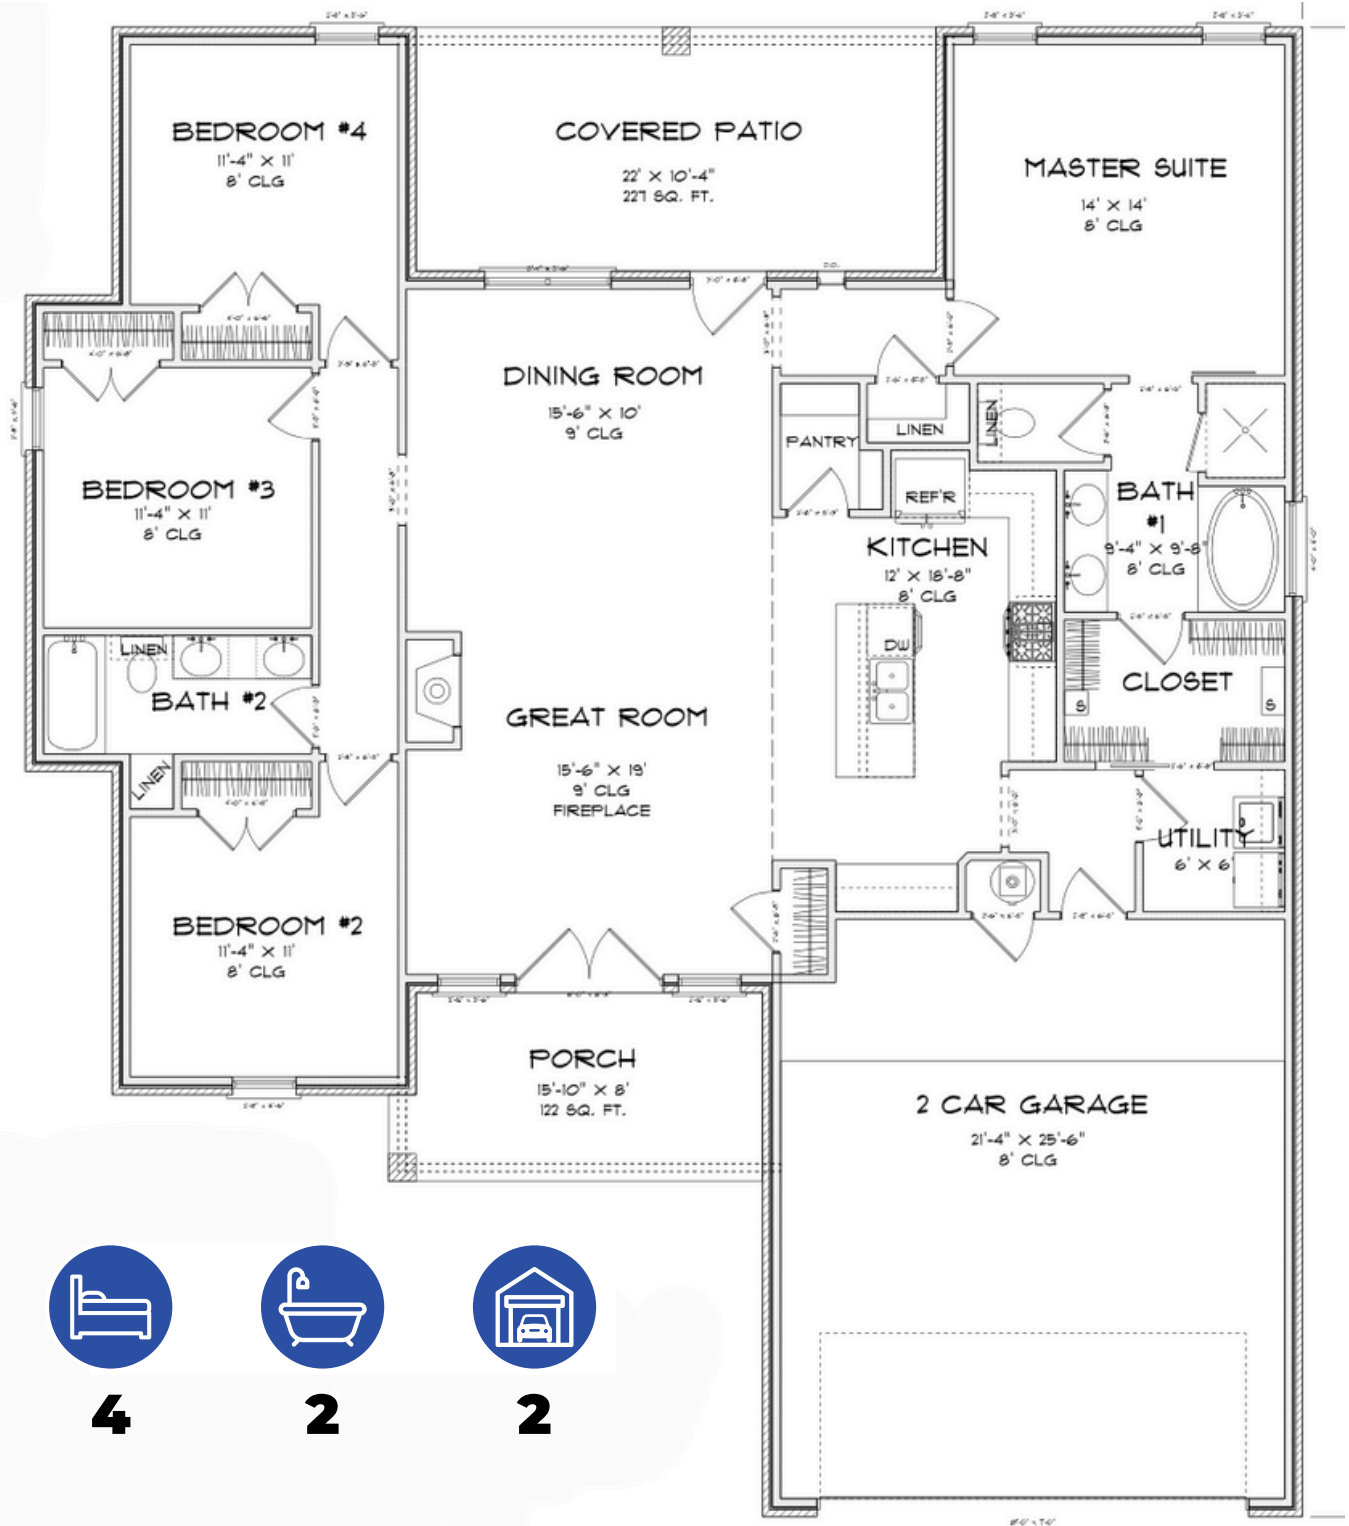 BEDROOM #4
11'-4" X 11'
8' CLG
COVERED PATIO
22' X 10'-4"
227 SQ. FT.
MASTER SUITE
14' X 14'
8' CLG
DINING ROOM
15'-6" X 10'
9' CLG
PANTRY
LINEN
LINEN
BEDROOM #3
11'-4" X 11'
8' CLG
REF'R
BATH
#1
9'-4" X 9'-8"
8' CLG
KITCHEN
12' X 18'-8"
8' CLG
DW
LINEN
BATH #2
LINEN
GREAT ROOM
15'-6" X 19'
9' CLG
FIREPLACE
CLOSET
S
S
UTILITY
6' X 6'
BEDROOM #2
11'-4" X 11'
8' CLG
PORCH
15'-10" X 8'
122 SQ. FT.
2 CAR GARAGE
21'-4" X 25'-6"
8' CLG
4
2
2